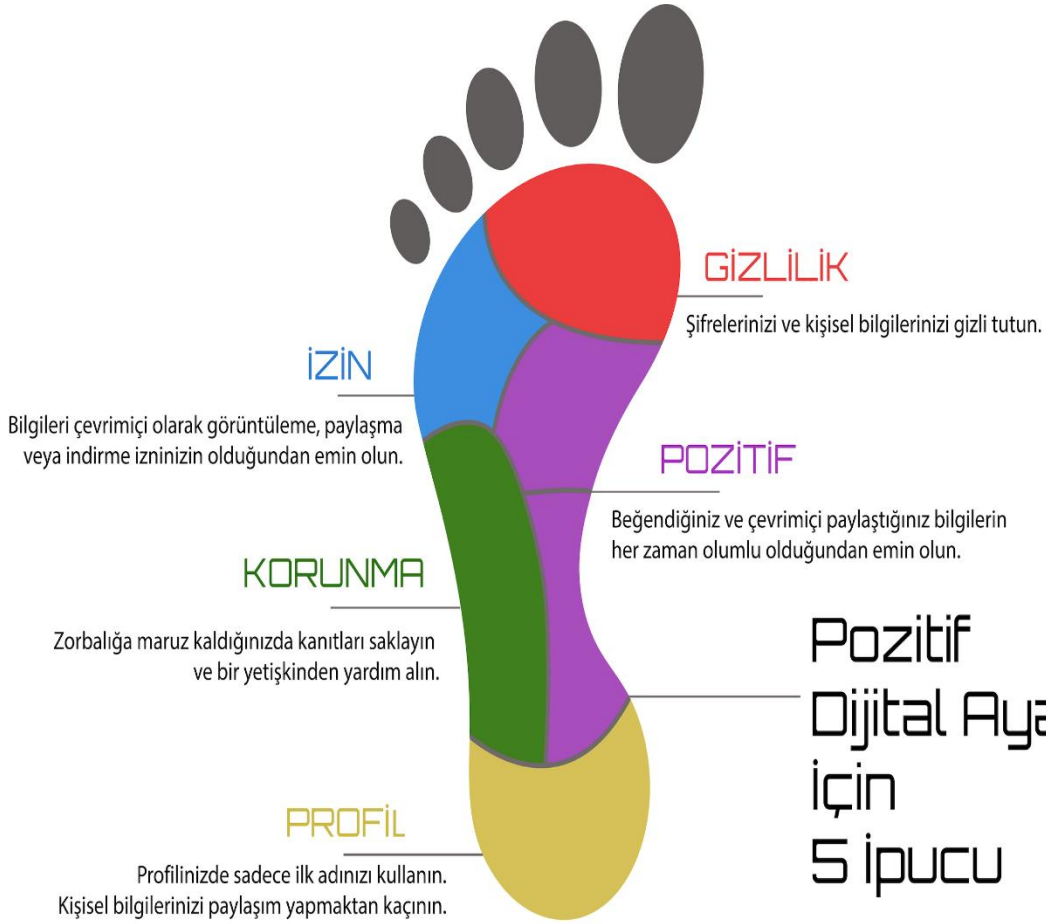 GİZLİLİK
Şifrelerinizi ve kişisel bilgilerinizi gizli tutun.
İZİN
Bilgileri çevrimiçi olarak görüntüleme, paylaşma
veya indirme izninizin olduğundan emin olun.
POZİTİF
Beğendiğiniz ve çevrimiçi paylaştığınız bilgilerin
her zaman olumlu olduğundan emin olun.
KORUNMA
Zorbalığa maruz kaldığınızda kanıtları saklayın
ve bir yetişkinden yardım alın.
Pozitif
Dijital
için
5 ipucu
PROFİL
Profilinizde sadece ilk adınızı kullanın.
Kişisel bilgilerinizi paylaşım yapmaktan kaçının.